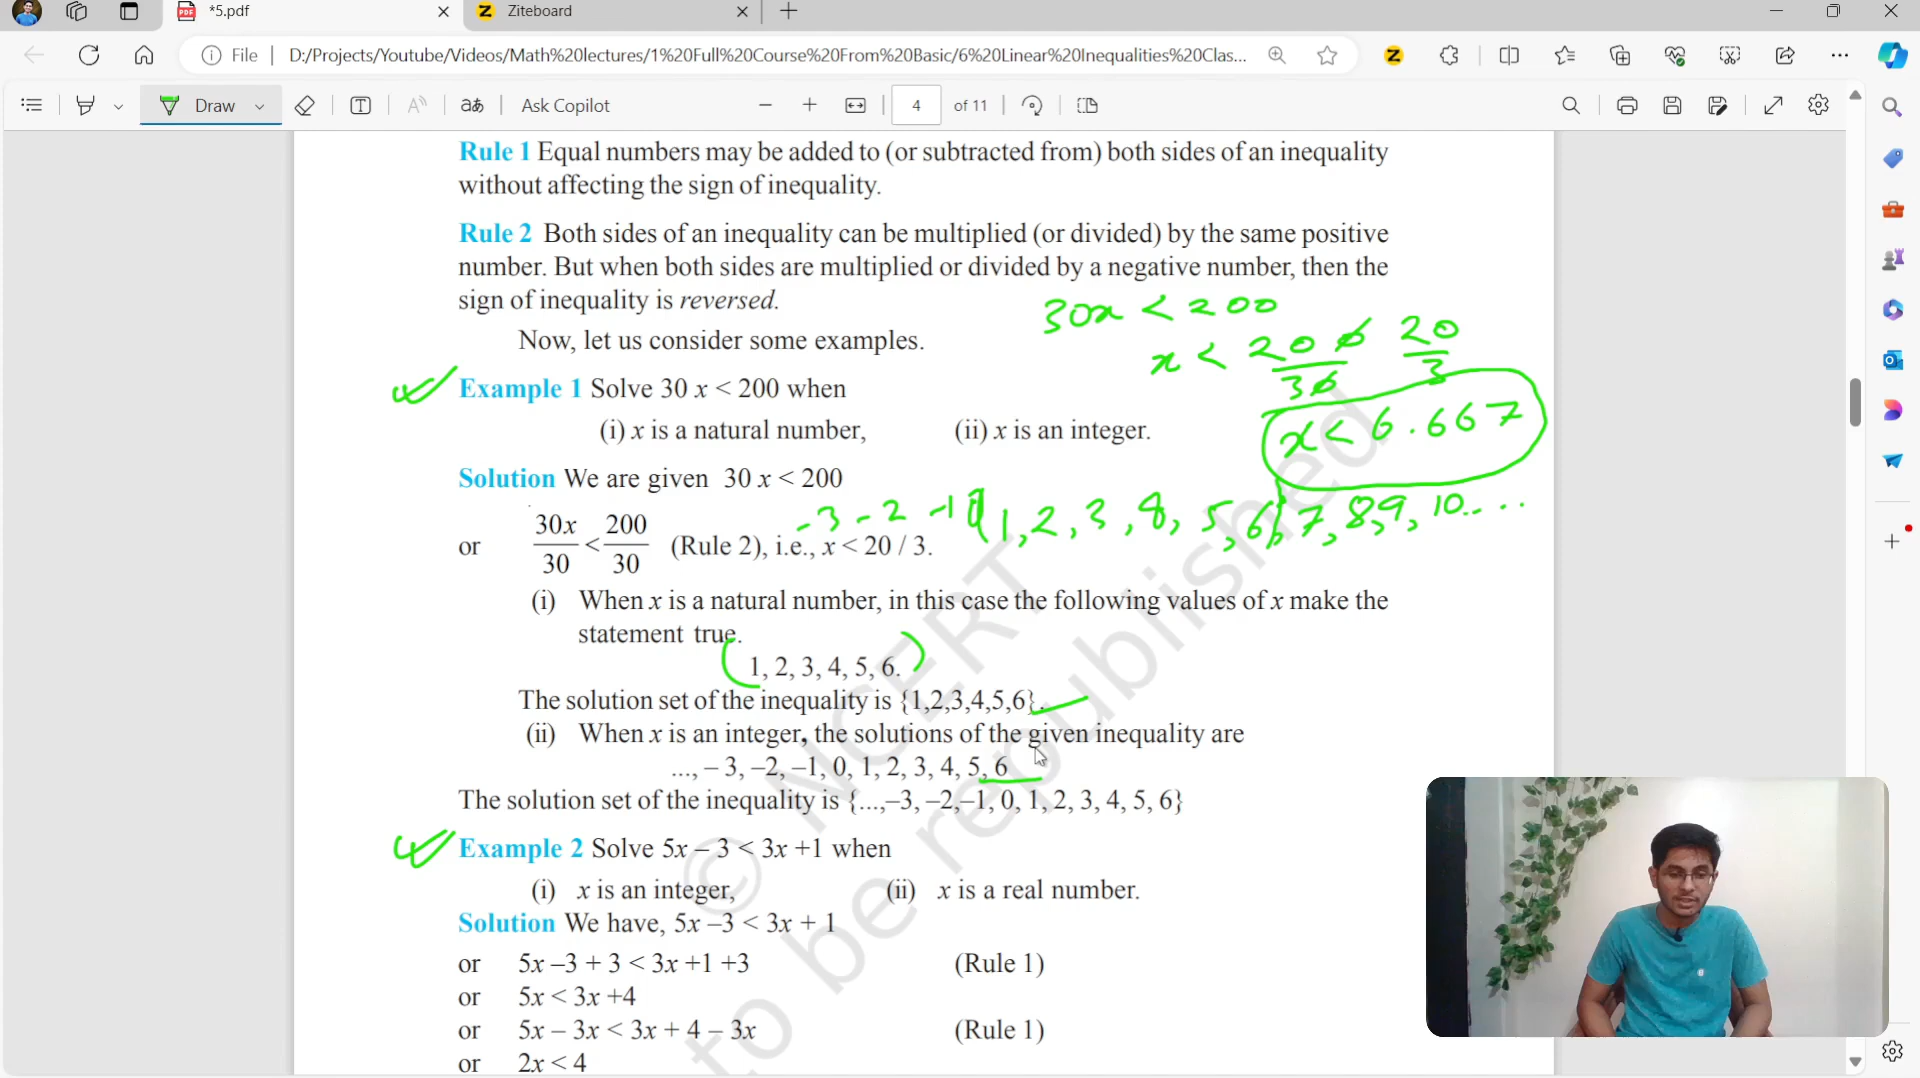 *5.pdf
Ziteboard
File
D:/Projects/Youtube/Videos/Math%20lectures/1%20Full%20Course%20From%20Basic/6%20Linear%20Inequalities%20Clas...
Draw
aあ
Ask Copilot
4 of 11
Rule 1 Equal numbers may be added to (or subtracted from) both sides of an inequality
without affecting the sign of inequality.
Rule 2 Both sides of an inequality can be multiplied (or divided) by the same positive
number. But when both sides are multiplied or divided by a negative number, then the
sign of inequality is reversed.
30x < 200
Now, let us consider some examples.
x < 200/30 20/3
Example 1 Solve 30 x < 200 when
(i) x is a natural number, (ii) x is an integer.
x < 6.667
Solution We are given 30 x < 200
-3 -2 -1 0 {1, 2, 3, 4, 5, 6} 7, 8, 9, 10....
or 30x/30 < 200/30 (Rule 2), i.e., x < 20 / 3.
(i) When x is a natural number, in this case the following values of x make the
statement true.
1, 2, 3, 4, 5, 6.
The solution set of the inequality is {1,2,3,4,5,6}.
(ii) When x is an integer, the solutions of the given inequality are
..., – 3, –2, –1, 0, 1, 2, 3, 4, 5, 6
The solution set of the inequality is {...,–3, –2,–1, 0, 1, 2, 3, 4, 5, 6}
Example 2 Solve 5x – 3 < 3x +1 when
(i) x is an integer, (ii) x is a real number.
Solution We have, 5x –3 < 3x + 1
or 5x –3 + 3 < 3x +1 +3 (Rule 1)
or 5x < 3x +4
or 5x – 3x < 3x + 4 – 3x (Rule 1)
or 2x < 4
© NCERT
to be republished